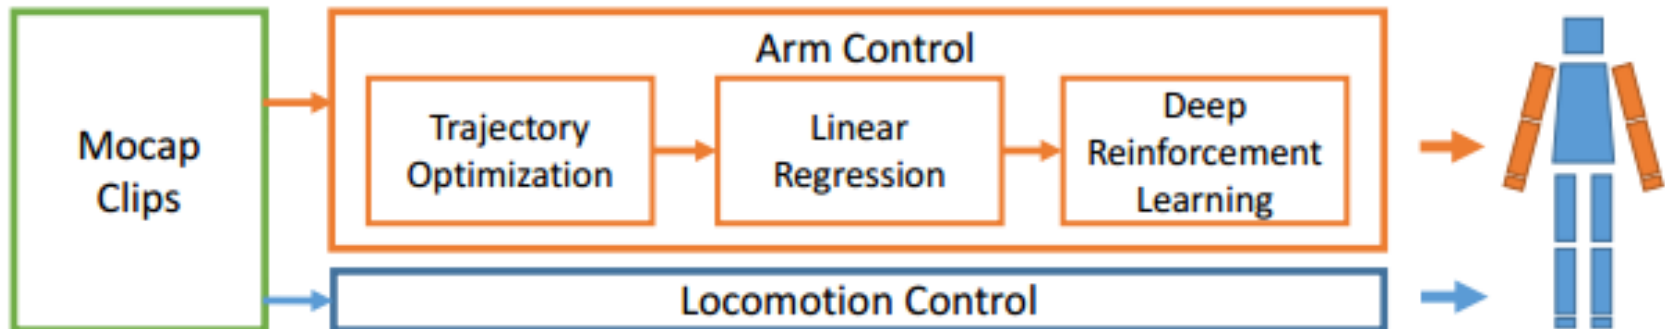 Mocap
Clips
Arm Control
Trajectory
Optimization
Linear
Regression
Deep
Reinforcement
Learning
Locomotion Control